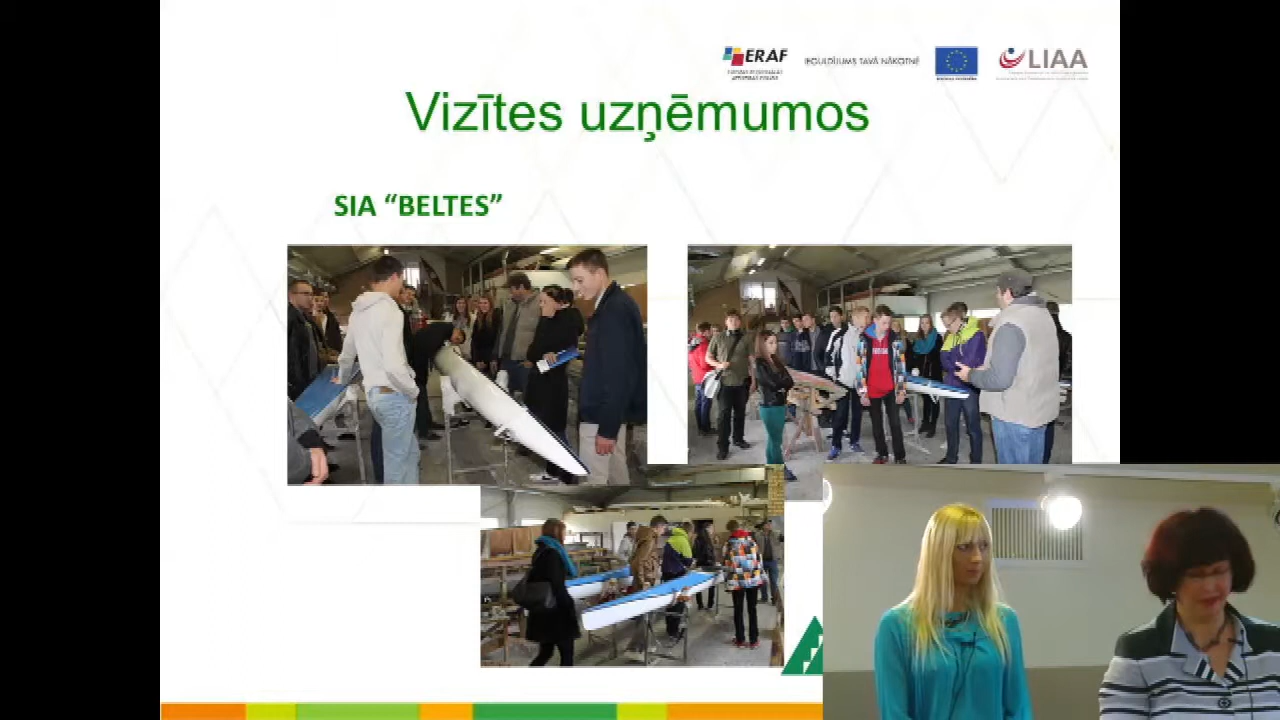 ERAF
IEGULDĪJUMS TAVĀ NĀKOTNĒ
LIAA
Vizītes uzņēmumos
SIA “BELTES”